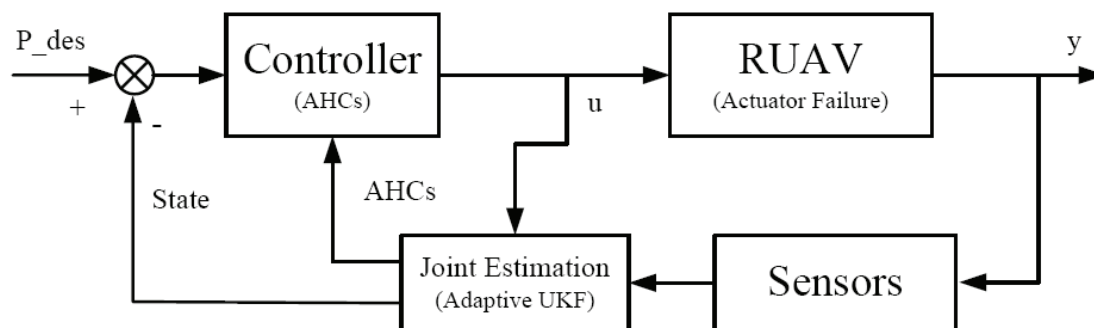 P_des
+
-
Controller
(AHCs)
u
RUAV
(Actuator Failure)
y
State
AHCs
Joint Estimation
(Adaptive UKF)
Sensors